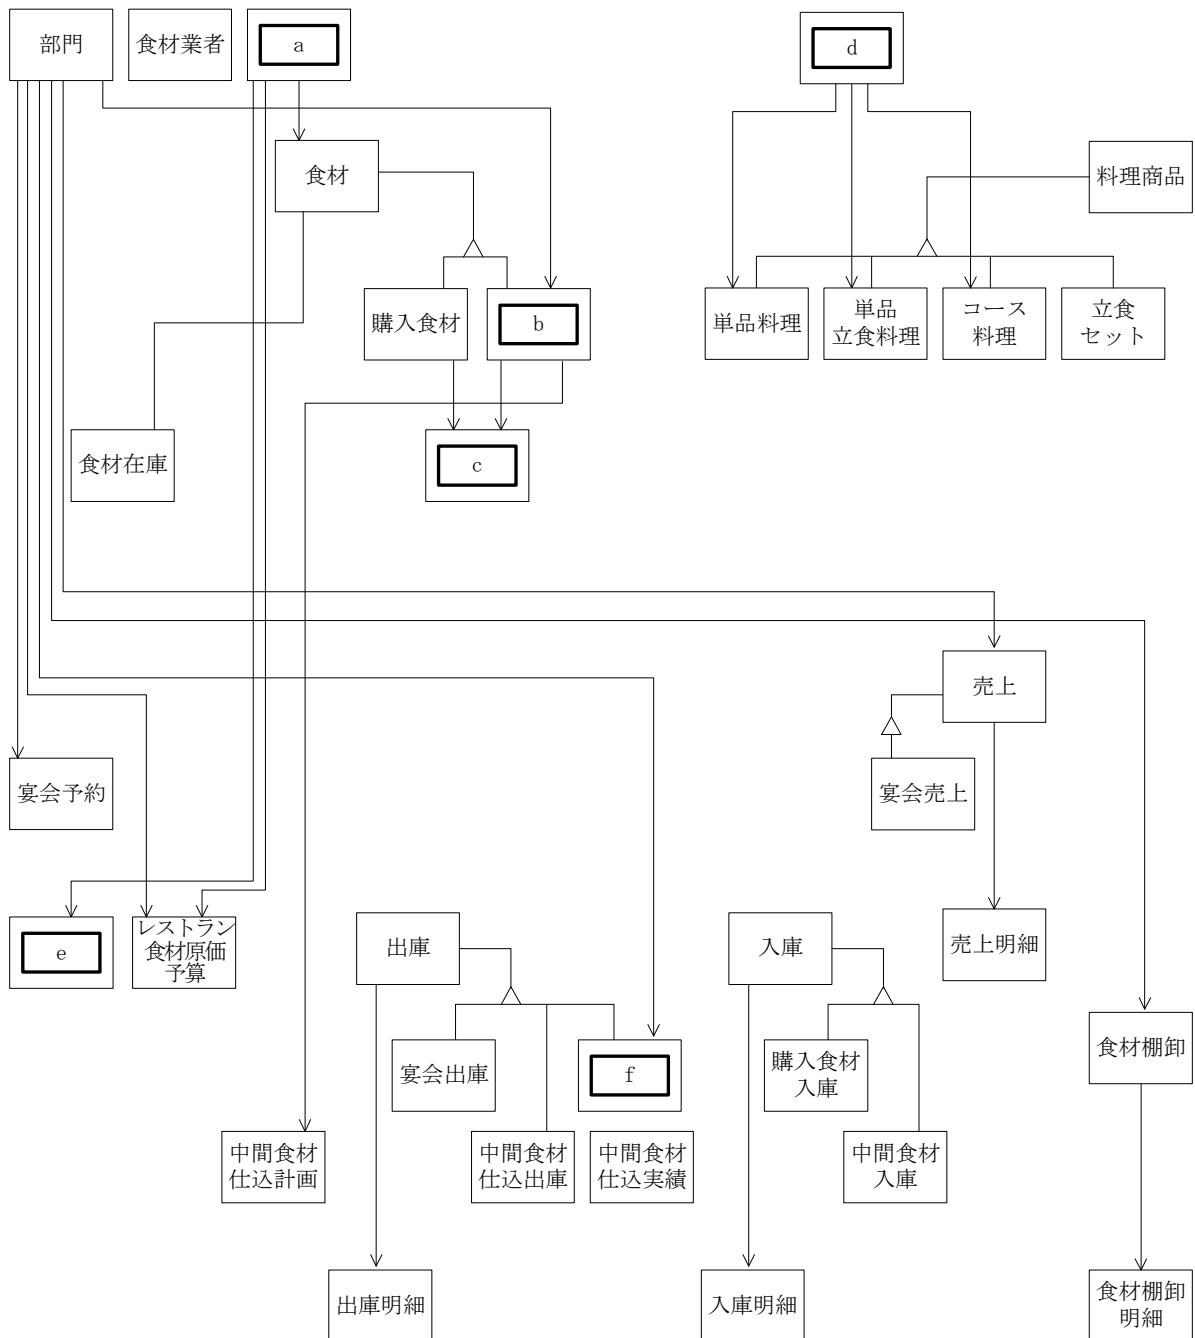 部門
食材業者
a
d
食材
料理商品
購入食材
b
単品料理
単品
立食料理
コース
料理
立食
セット
食材在庫
c
売上
宴会予約
宴会売上
e
レストラン
食材原価
予算
出庫
入庫
売上明細
宴会出庫
f
購入食材
入庫
食材棚卸
中間食材
仕込計画
中間食材
仕込出庫
中間食材
仕込実績
中間食材
入庫
出庫明細
入庫明細
食材棚卸
明細